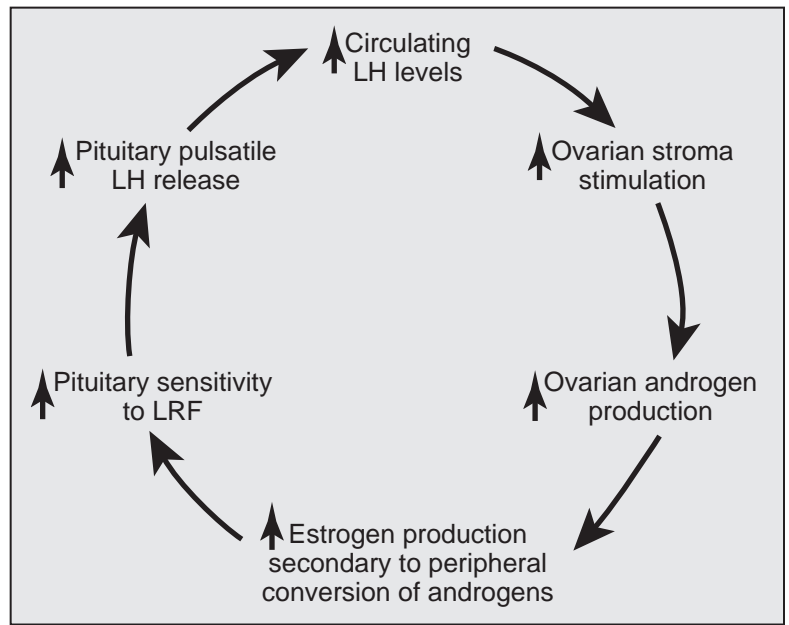 Circulating
LH levels
Ovarian stroma
stimulation
Ovarian androgen
production
Estrogen production
secondary to peripheral
conversion of androgens
Pituitary sensitivity
to LRF
Pituitary pulsatile
LH release